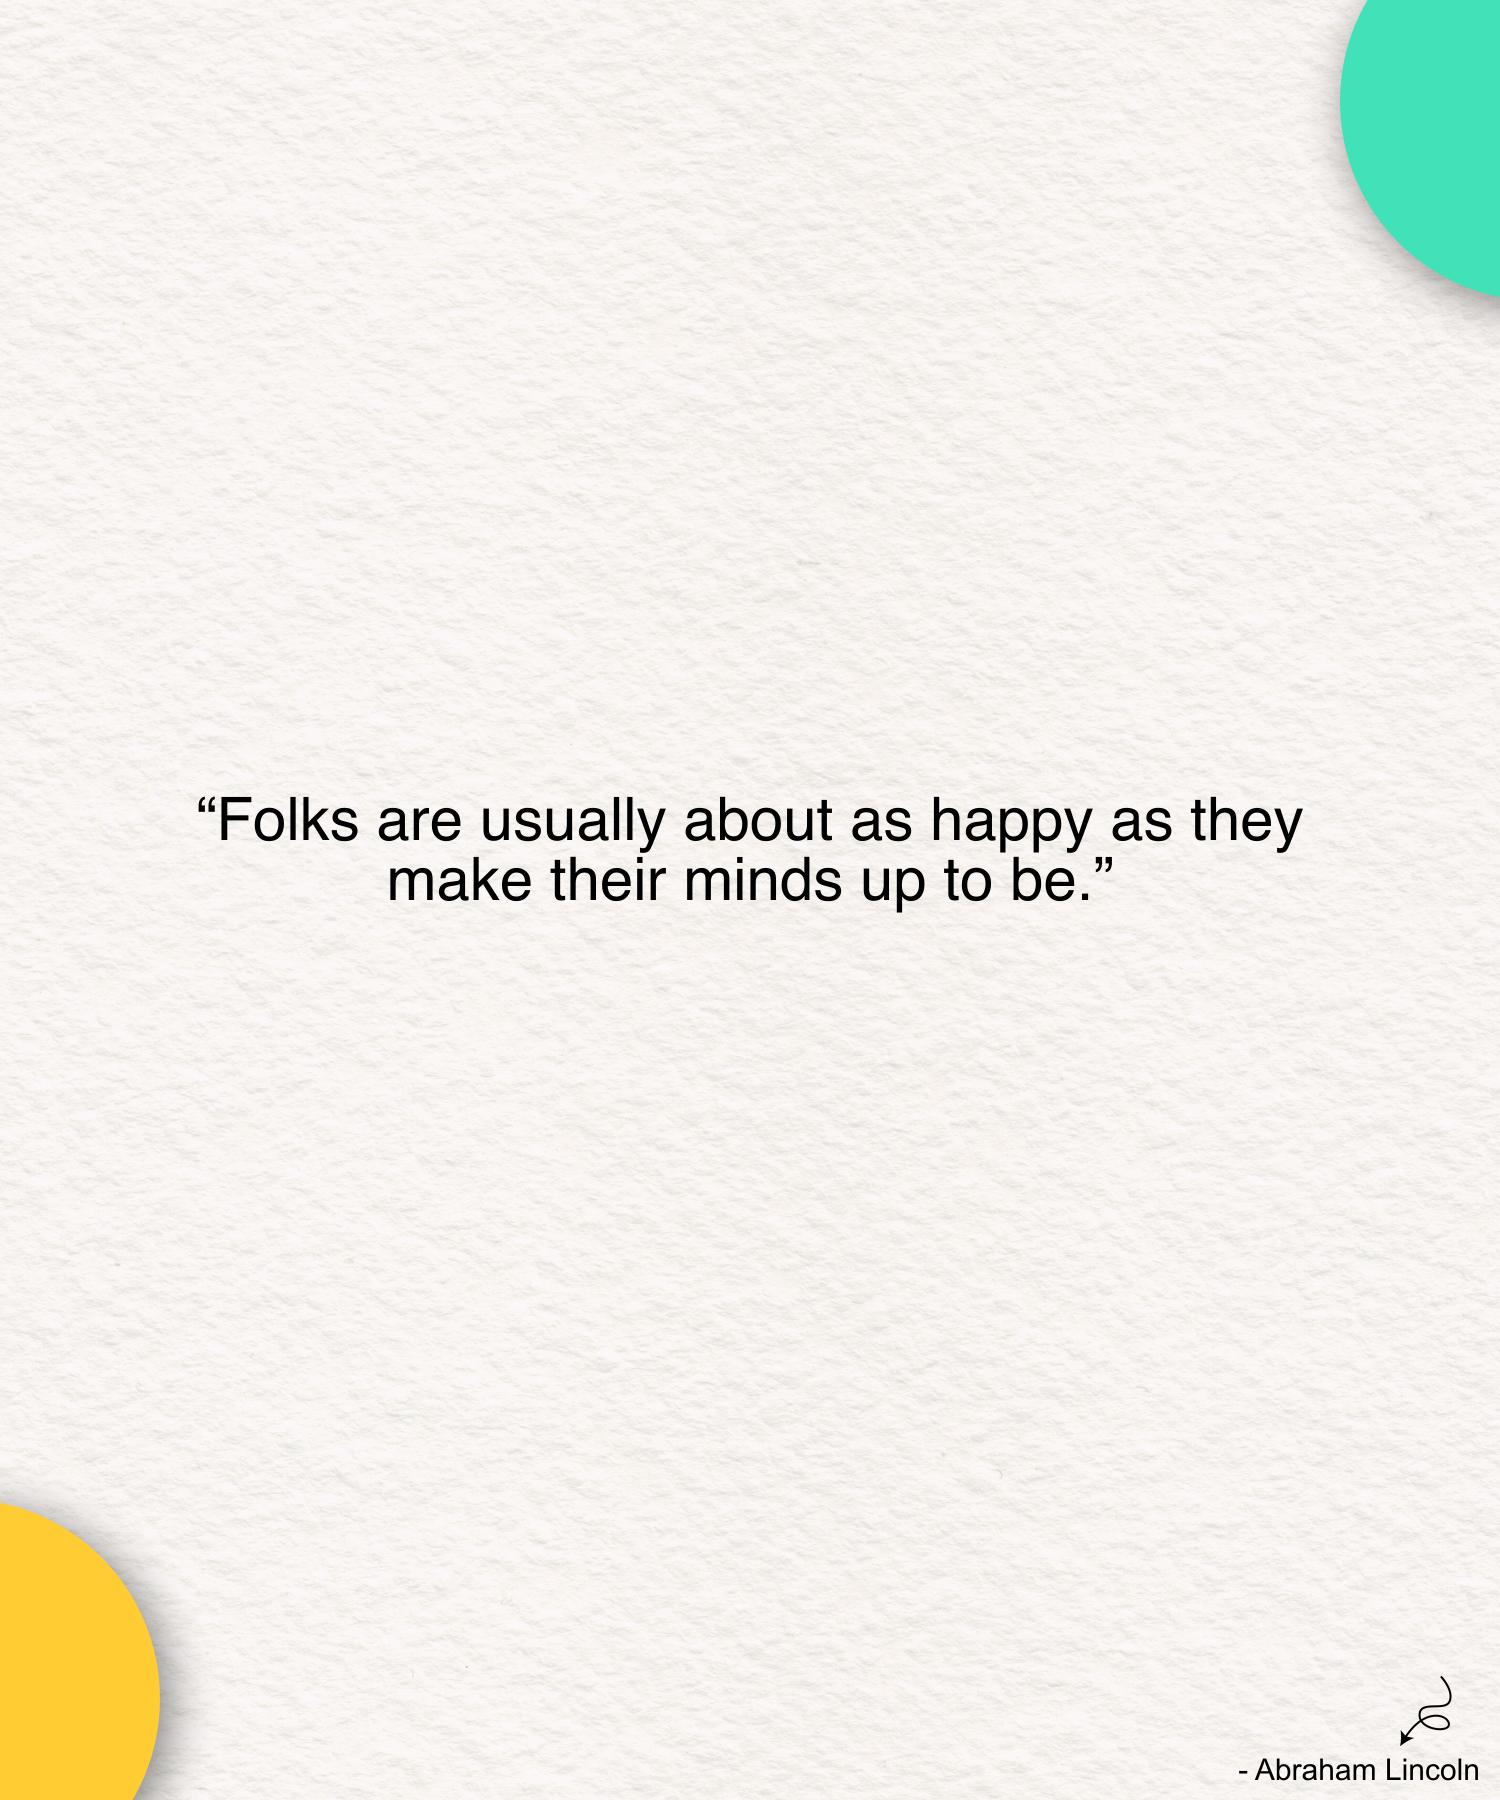 “Folks are usually about as happy as they
make their minds up to be.”
- Abraham Lincoln